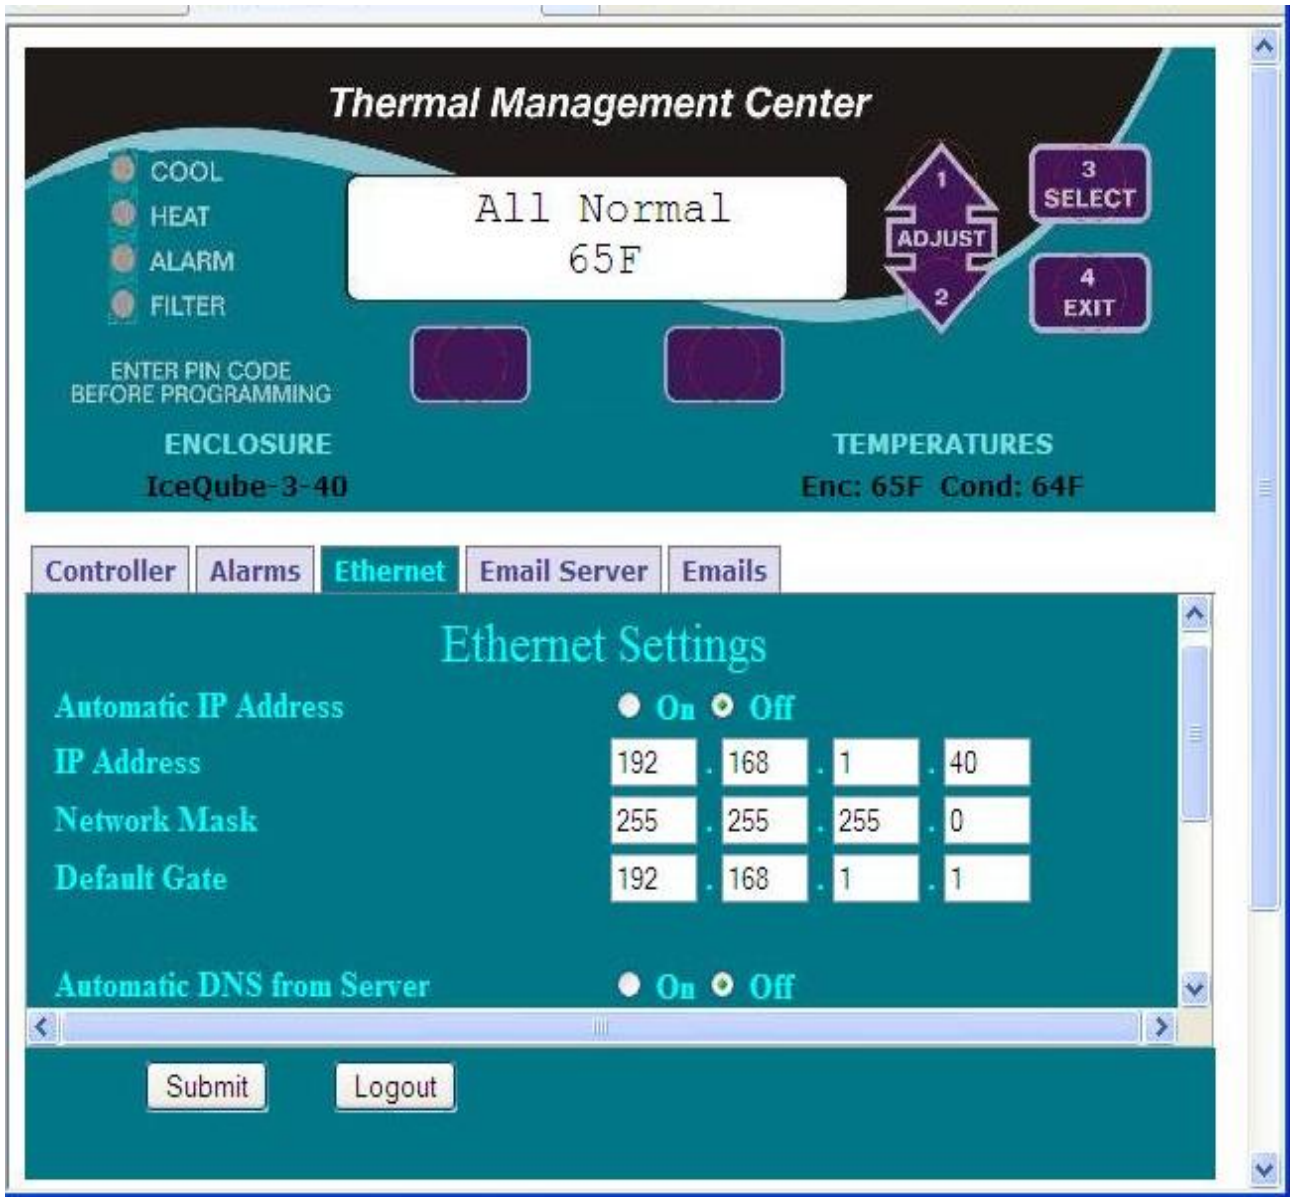 Thermal Management Center
COOL
HEAT
ALARM
FILTER
All Normal
65F
1
ADJUST
2
3
SELECT
4
EXIT
ENTER PIN CODE
BEFORE PROGRAMMING
ENCLOSURE
IceQube-3-40
TEMPERATURES
Enc: 65F Cond: 64F
Controller Alarms Ethernet Email Server Emails
Ethernet Settings
Automatic IP Address On Off
IP Address 192 . 168 . 1 . 40
Network Mask 255 . 255 . 255 . 0
Default Gate 192 . 168 . 1 . 1
Automatic DNS from Server On Off
Submit Logout